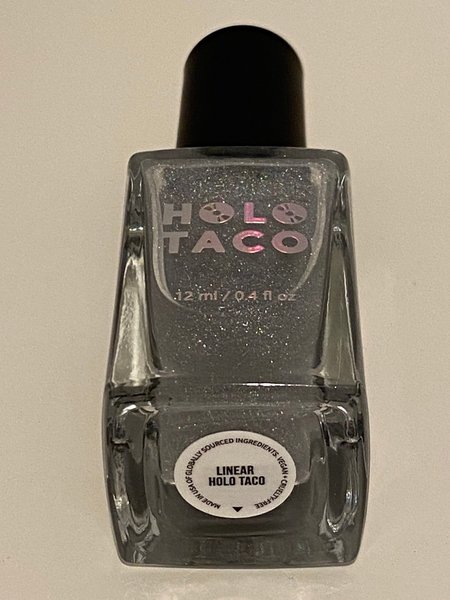 HOLO
TACO
12 ml / 0.4 fl oz
MADE IN USA OF GLOBALLY SOURCED INGREDIENTS. VEGAN + CRUELTY-FREE
LINEAR
HOLO TACO